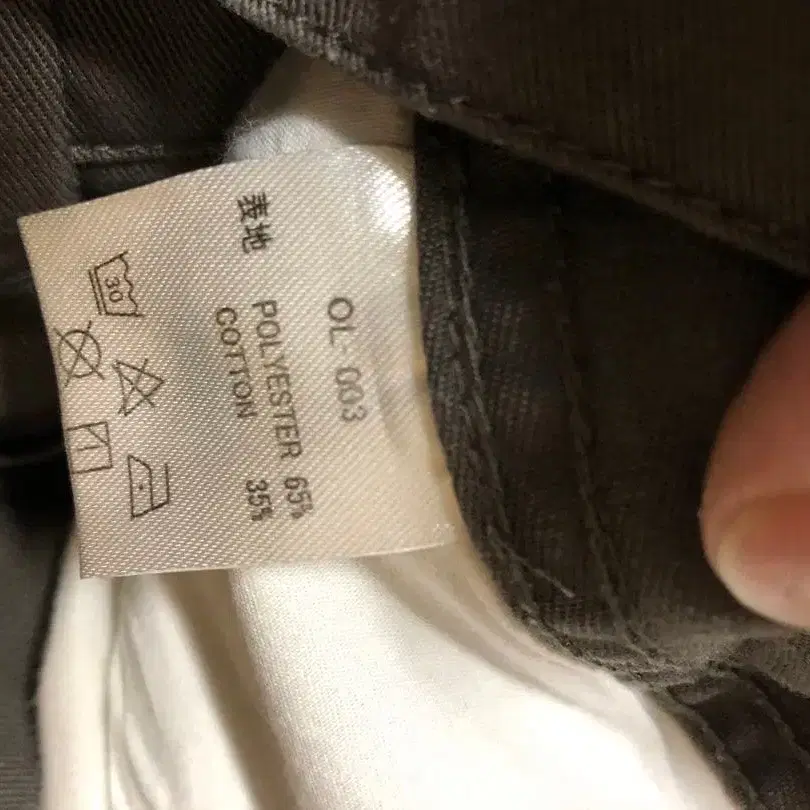 OL-003
表地 POLYESTER 65%
COTTON 35%
30